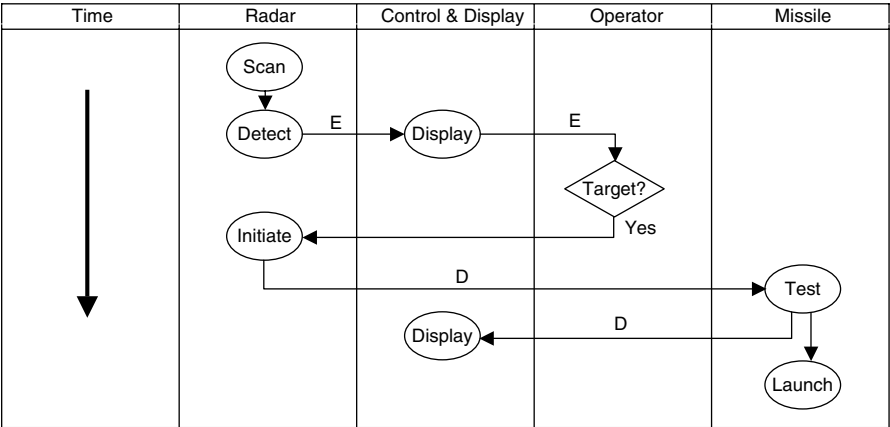 Time Radar Control & Display Operator Missile
Scan
Detect E Display E
Target?
Yes
Initiate
D
Test
D
Display
Launch